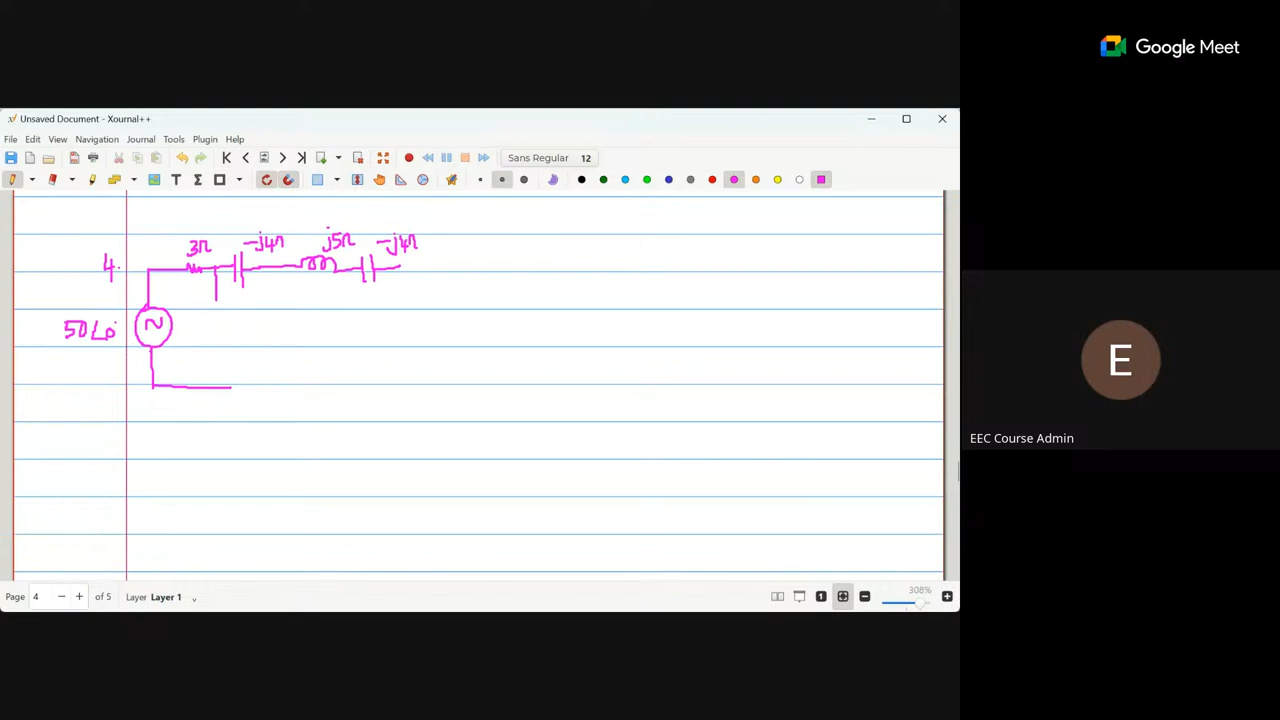 Google Meet
Unsaved Document - Xournal++
File Edit View Navigation Journal Tools Plugin Help
Sans Regular 12
3Ω -j4Ω j5Ω -j4Ω
4.
50∠0°
E
EEC Course Admin
Page 4 of 5 Layer Layer 1 308%